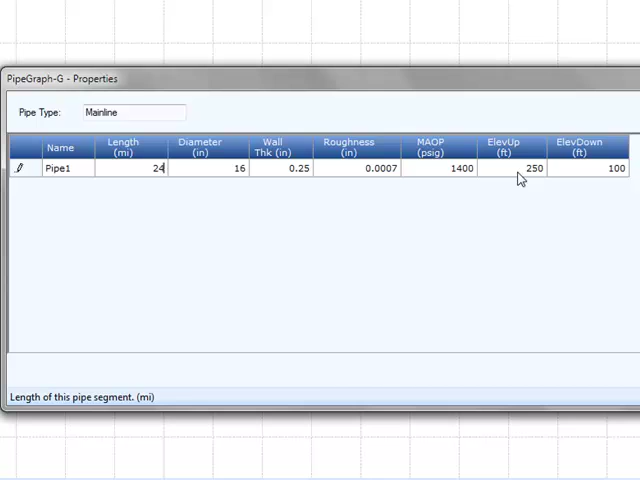 PipeGraph-G - Properties
Pipe Type: Mainline
Name Length (mi) Diameter (in) Wall Thk (in) Roughness (in) MAOP (psig) ElevUp (ft) ElevDown (ft)
Pipe1 24 16 0.25 0.0007 1400 250 100
Length of this pipe segment. (mi)